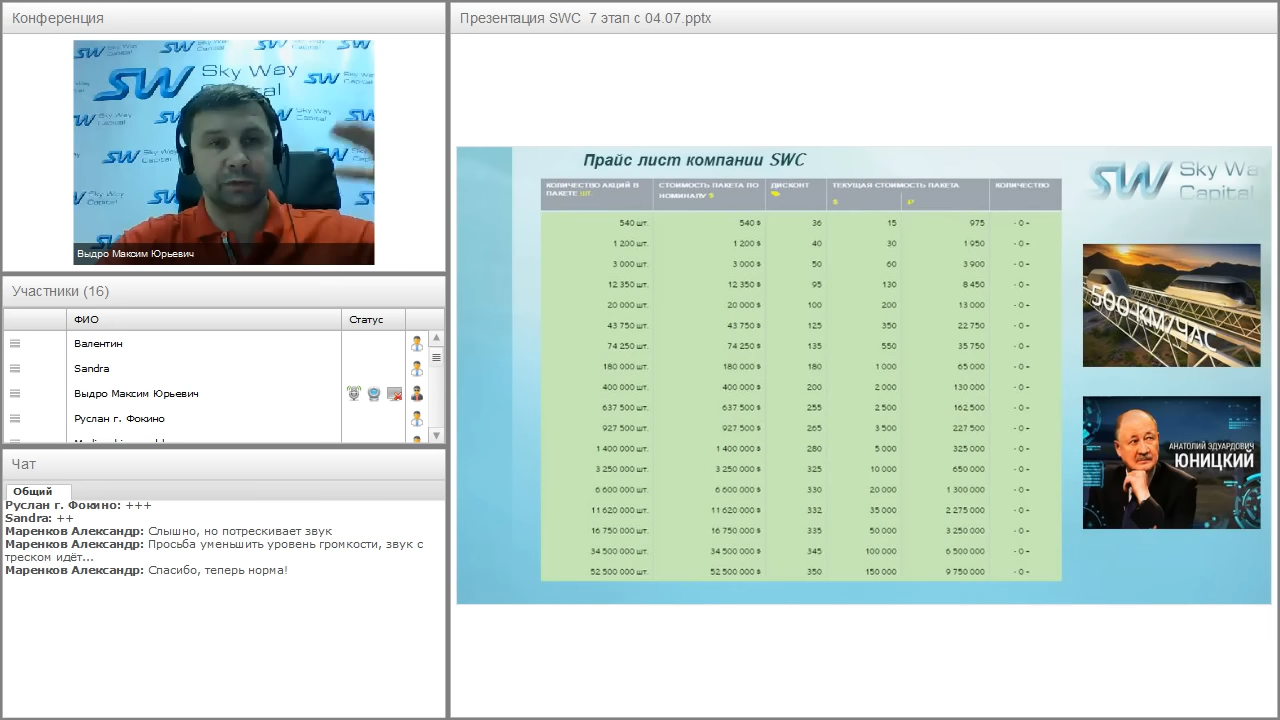 Конференция
SW
Sky Way
Capital
Выдро Максим Юрьевич
Участники (16)
ФИО
Статус
Валентин
Sandra
Выдро Максим Юрьевич
Руслан г. Фокино
Чат
Общий
Руслан г. Фокино: +++
Sandra: ++
Маренков Александр: Слышно, но потрескивает звук
Маренков Александр: Просьба уменьшить уровень громкости, звук с
треском идёт...
Маренков Александр: Спасибо, теперь норма!
Презентация SWC 7 этап с 04.07.pptx
Прайс лист компании SWC
КОЛИЧЕСТВО АКЦИЙ В ПАКЕТЕ ШТ. СТОИМОСТЬ ПАКЕТА ПО НОМИНАЛУ $ ДИСКОНТ % ТЕКУЩАЯ СТОИМОСТЬ ПАКЕТА $ ₽ КОЛИЧЕСТВО
540 шт. 540 $ 36 15 975 - 0 -
1 200 шт. 1 200 $ 40 30 1 950 - 0 -
3 000 шт. 3 000 $ 50 60 3 900 - 0 -
12 350 шт. 12 350 $ 95 130 8 450 - 0 -
20 000 шт. 20 000 $ 100 200 13 000 - 0 -
43 750 шт. 43 750 $ 125 350 22 750 - 0 -
74 250 шт. 74 250 $ 135 550 35 750 - 0 -
180 000 шт. 180 000 $ 180 1 000 65 000 - 0 -
400 000 шт. 400 000 $ 200 2 000 130 000 - 0 -
637 500 шт. 637 500 $ 255 2 500 162 500 - 0 -
927 500 шт. 927 500 $ 265 3 500 227 500 - 0 -
1 400 000 шт. 1 400 000 $ 280 5 000 325 000 - 0 -
3 250 000 шт. 3 250 000 $ 325 10 000 650 000 - 0 -
6 600 000 шт. 6 600 000 $ 330 20 000 1 300 000 - 0 -
11 620 000 шт. 11 620 000 $ 332 35 000 2 275 000 - 0 -
16 750 000 шт. 16 750 000 $ 335 50 000 3 250 000 - 0 -
34 500 000 шт. 34 500 000 $ 345 100 000 6 500 000 - 0 -
52 500 000 шт. 52 500 000 $ 350 150 000 9 750 000 - 0 -
SW Sky Wa
Capital
500 КМ/ЧАС
АНАТОЛИЙ ЭДУАРДОВИЧ
ЮНИЦКИЙ